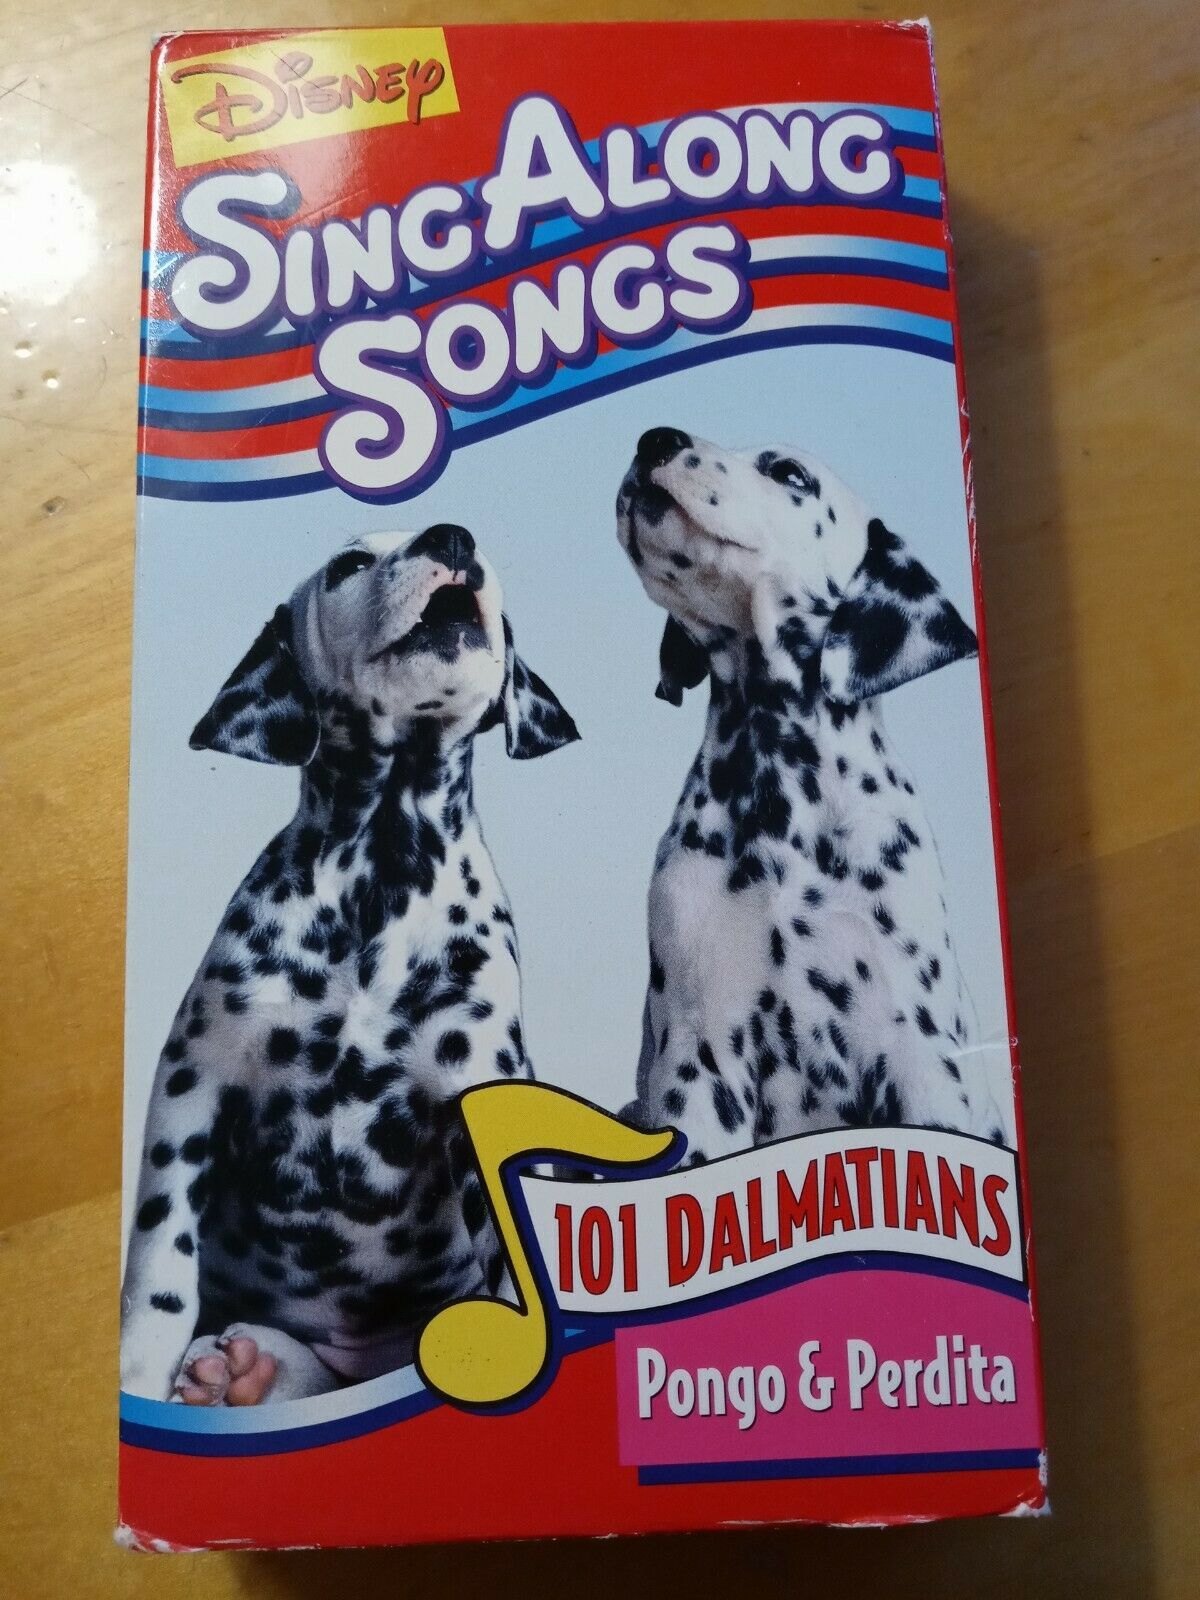 DISNEY
SING ALONG
SONGS
101 DALMATIANS
Pongo & Perdita